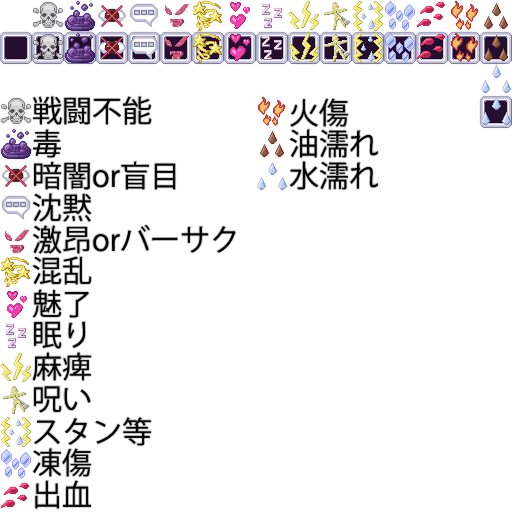 戦闘不能
毒
暗闇or盲目
沈黙
激昂orバーサク
混乱
魅了
眠り
麻痺
呪い
スタン等
凍傷
出血
火傷
油濡れ
水濡れ